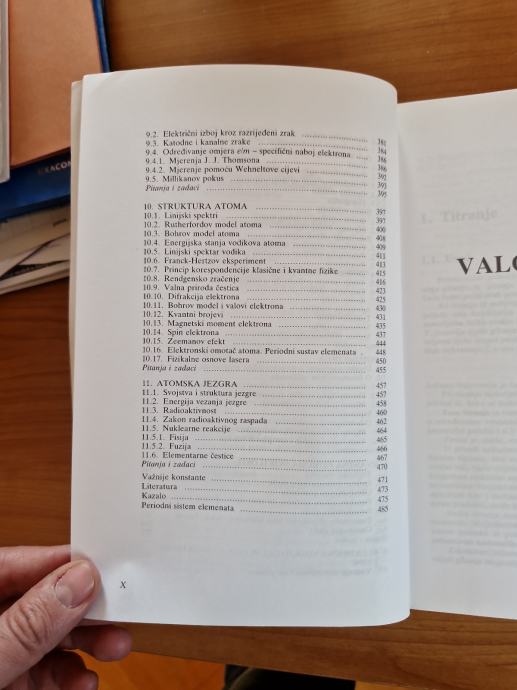 9.2. Električni izboj kroz razrijeđeni zrak 381
9.3. Katodne i kanalne zrake 384
9.4. Određivanje omjera e/m – specifični naboj elektrona 386
9.4.1. Mjerenja J. J. Thomsona 386
9.4.2. Mjerenje pomoću Wehneltove cijevi 392
9.5. Millikanov pokus 393
Pitanja i zadaci 395
10. STRUKTURA ATOMA 397
10.1. Linijski spektri 397
10.2. Rutherfordov model atoma 400
10.3. Bohrov model atoma 408
10.4. Energijska stanja vodikova atoma 409
10.5. Linijski spektar vodika 411
10.6. Franck-Hertzov eksperiment 413
10.7. Princip korespondencije klasične i kvantne fizike 415
10.8. Rendgensko zračenje 416
10.9. Valna priroda čestica 423
10.10. Difrakcija elektrona 425
10.11. Bohrov model i valovi elektrona 430
10.12. Kvantni brojevi 431
10.13. Magnetski moment elektrona 435
10.14. Spin elektrona 437
10.15. Zeemanov efekt 444
10.16. Elektronski omotač atoma. Periodni sustav elemenata 448
10.17. Fizikalne osnove lasera 450
Pitanja i zadaci 455
11. ATOMSKA JEZGRA 457
11.1. Svojstva i struktura jezgre 457
11.2. Energija vezanja jezgre 458
11.3. Radioaktivnost 460
11.4. Zakon radioaktivnog raspada 462
11.5. Nuklearne reakcije 464
11.5.1. Fisija 465
11.5.2. Fuzija 466
11.6. Elementarne čestice 467
Pitanja i zadaci 470
Važnije konstante 471
Literatura 473
Kazalo 475
Periodni sistem elemenata 485
X
1. Titranje
VALO